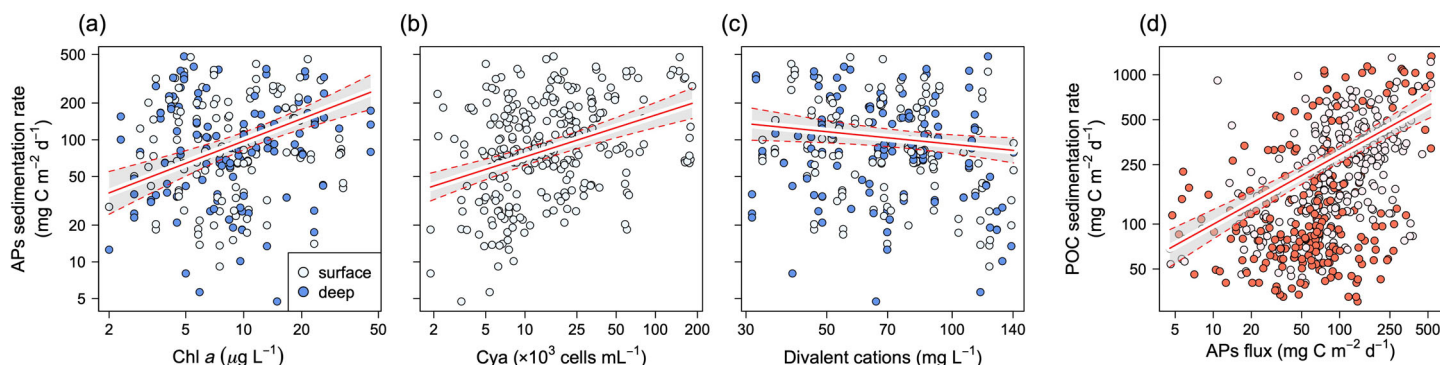 (a)
(b)
(c)
(d)
APs sedimentation rate
(mg C m⁻² d⁻¹)
500
200
100
50
20
10
5
surface
deep
2 5 10 20 50
Chl a (μg L⁻¹)
2 5 10 25 50 100 200
Cya (×10³ cells mL⁻¹)
30 50 70 100 140
Divalent cations (mg L⁻¹)
POC sedimentation rate
(mg C m⁻² d⁻¹)
1000
500
250
100
50
5 10 20 50 100 250 500
APs flux (mg C m⁻² d⁻¹)